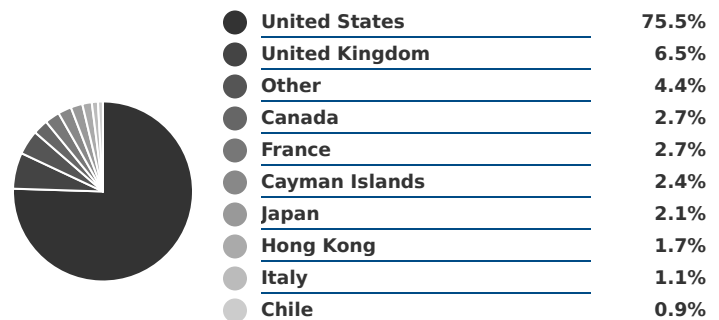 United States 75.5%
United Kingdom 6.5%
Other 4.4%
Canada 2.7%
France 2.7%
Cayman Islands 2.4%
Japan 2.1%
Hong Kong 1.7%
Italy 1.1%
Chile 0.9%